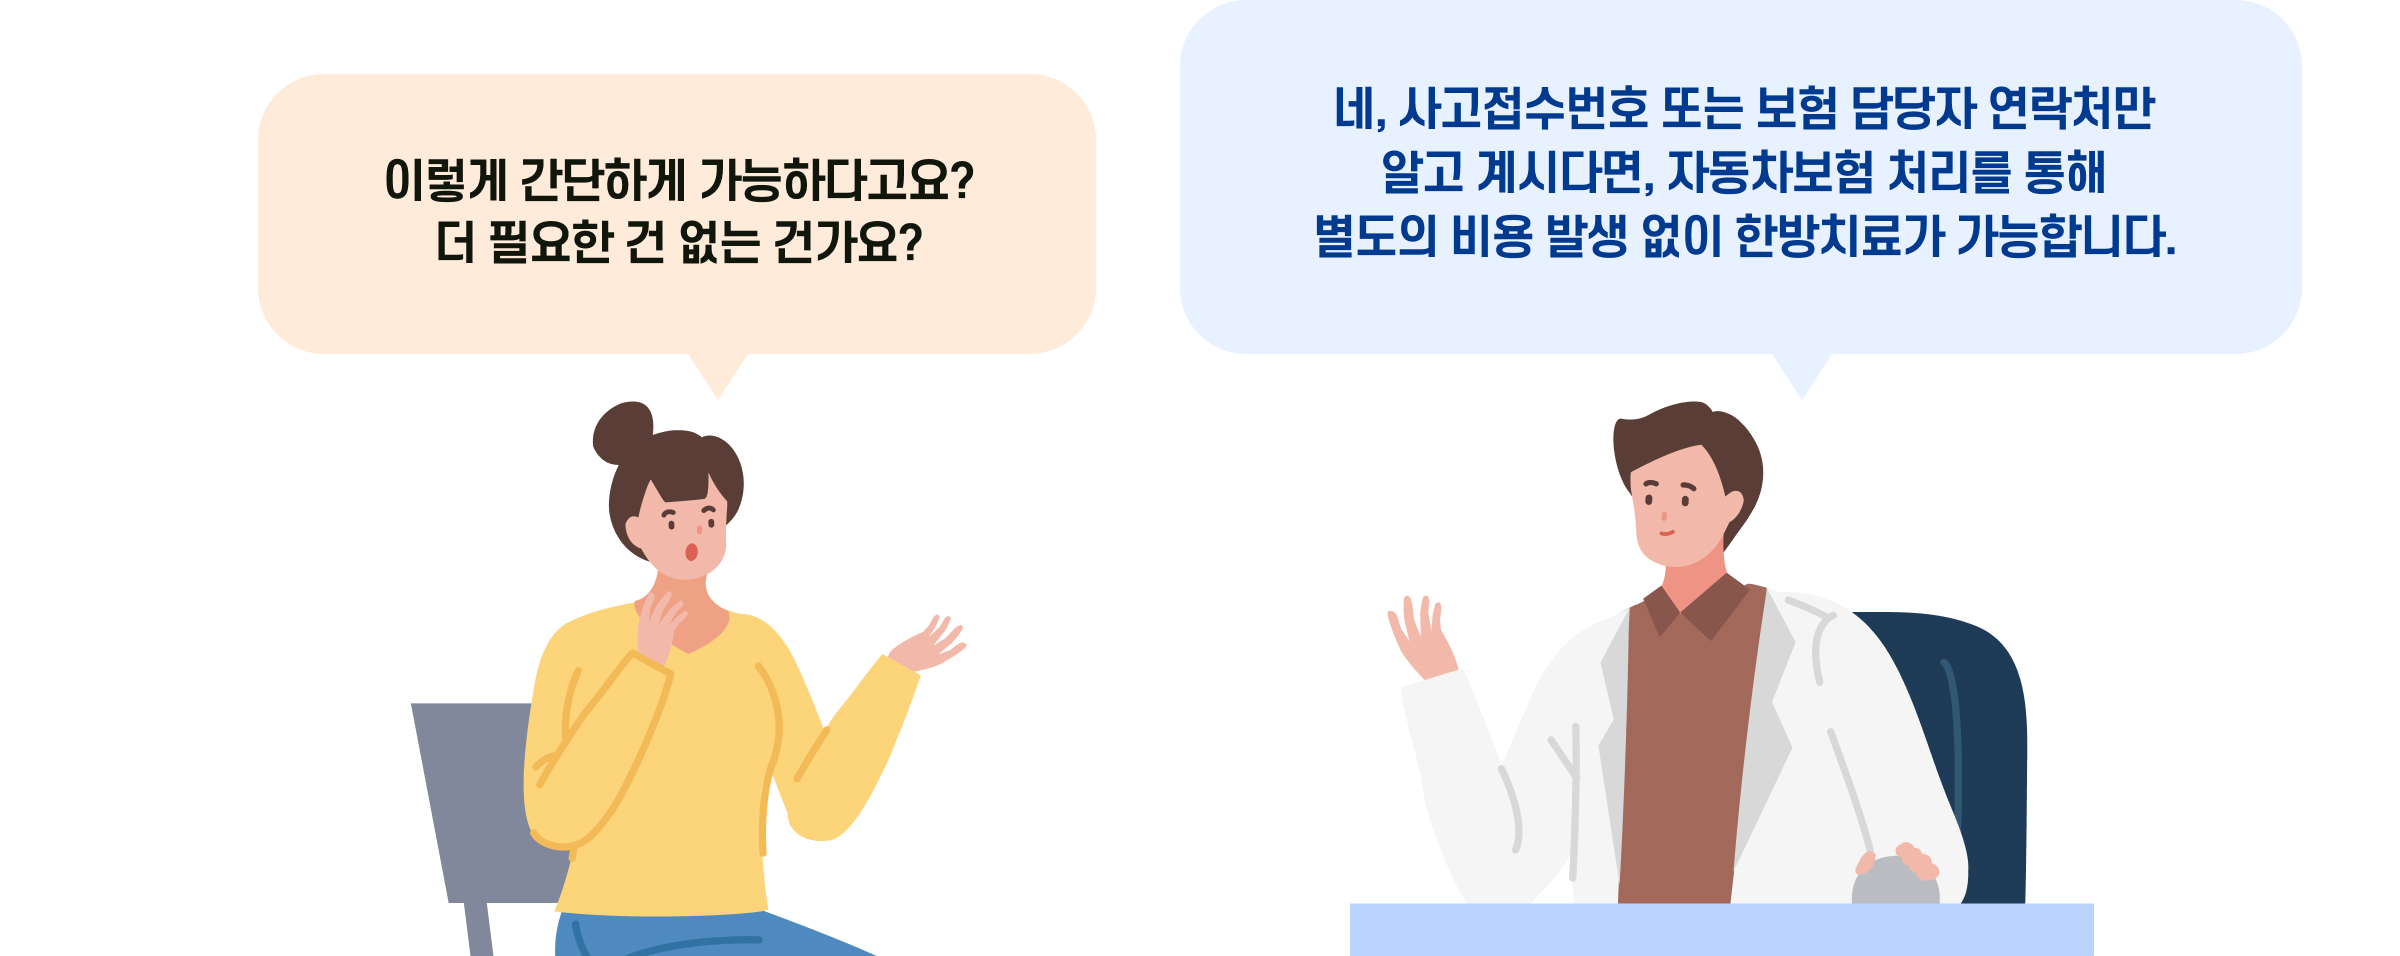 이렇게 간단하게 가능하다고요?
더 필요한 건 없는 건가요?
네, 사고접수번호 또는 보험 담당자 연락처만
알고 계시다면, 자동차보험 처리를 통해
별도의 비용 발생 없이 한방치료가 가능합니다.